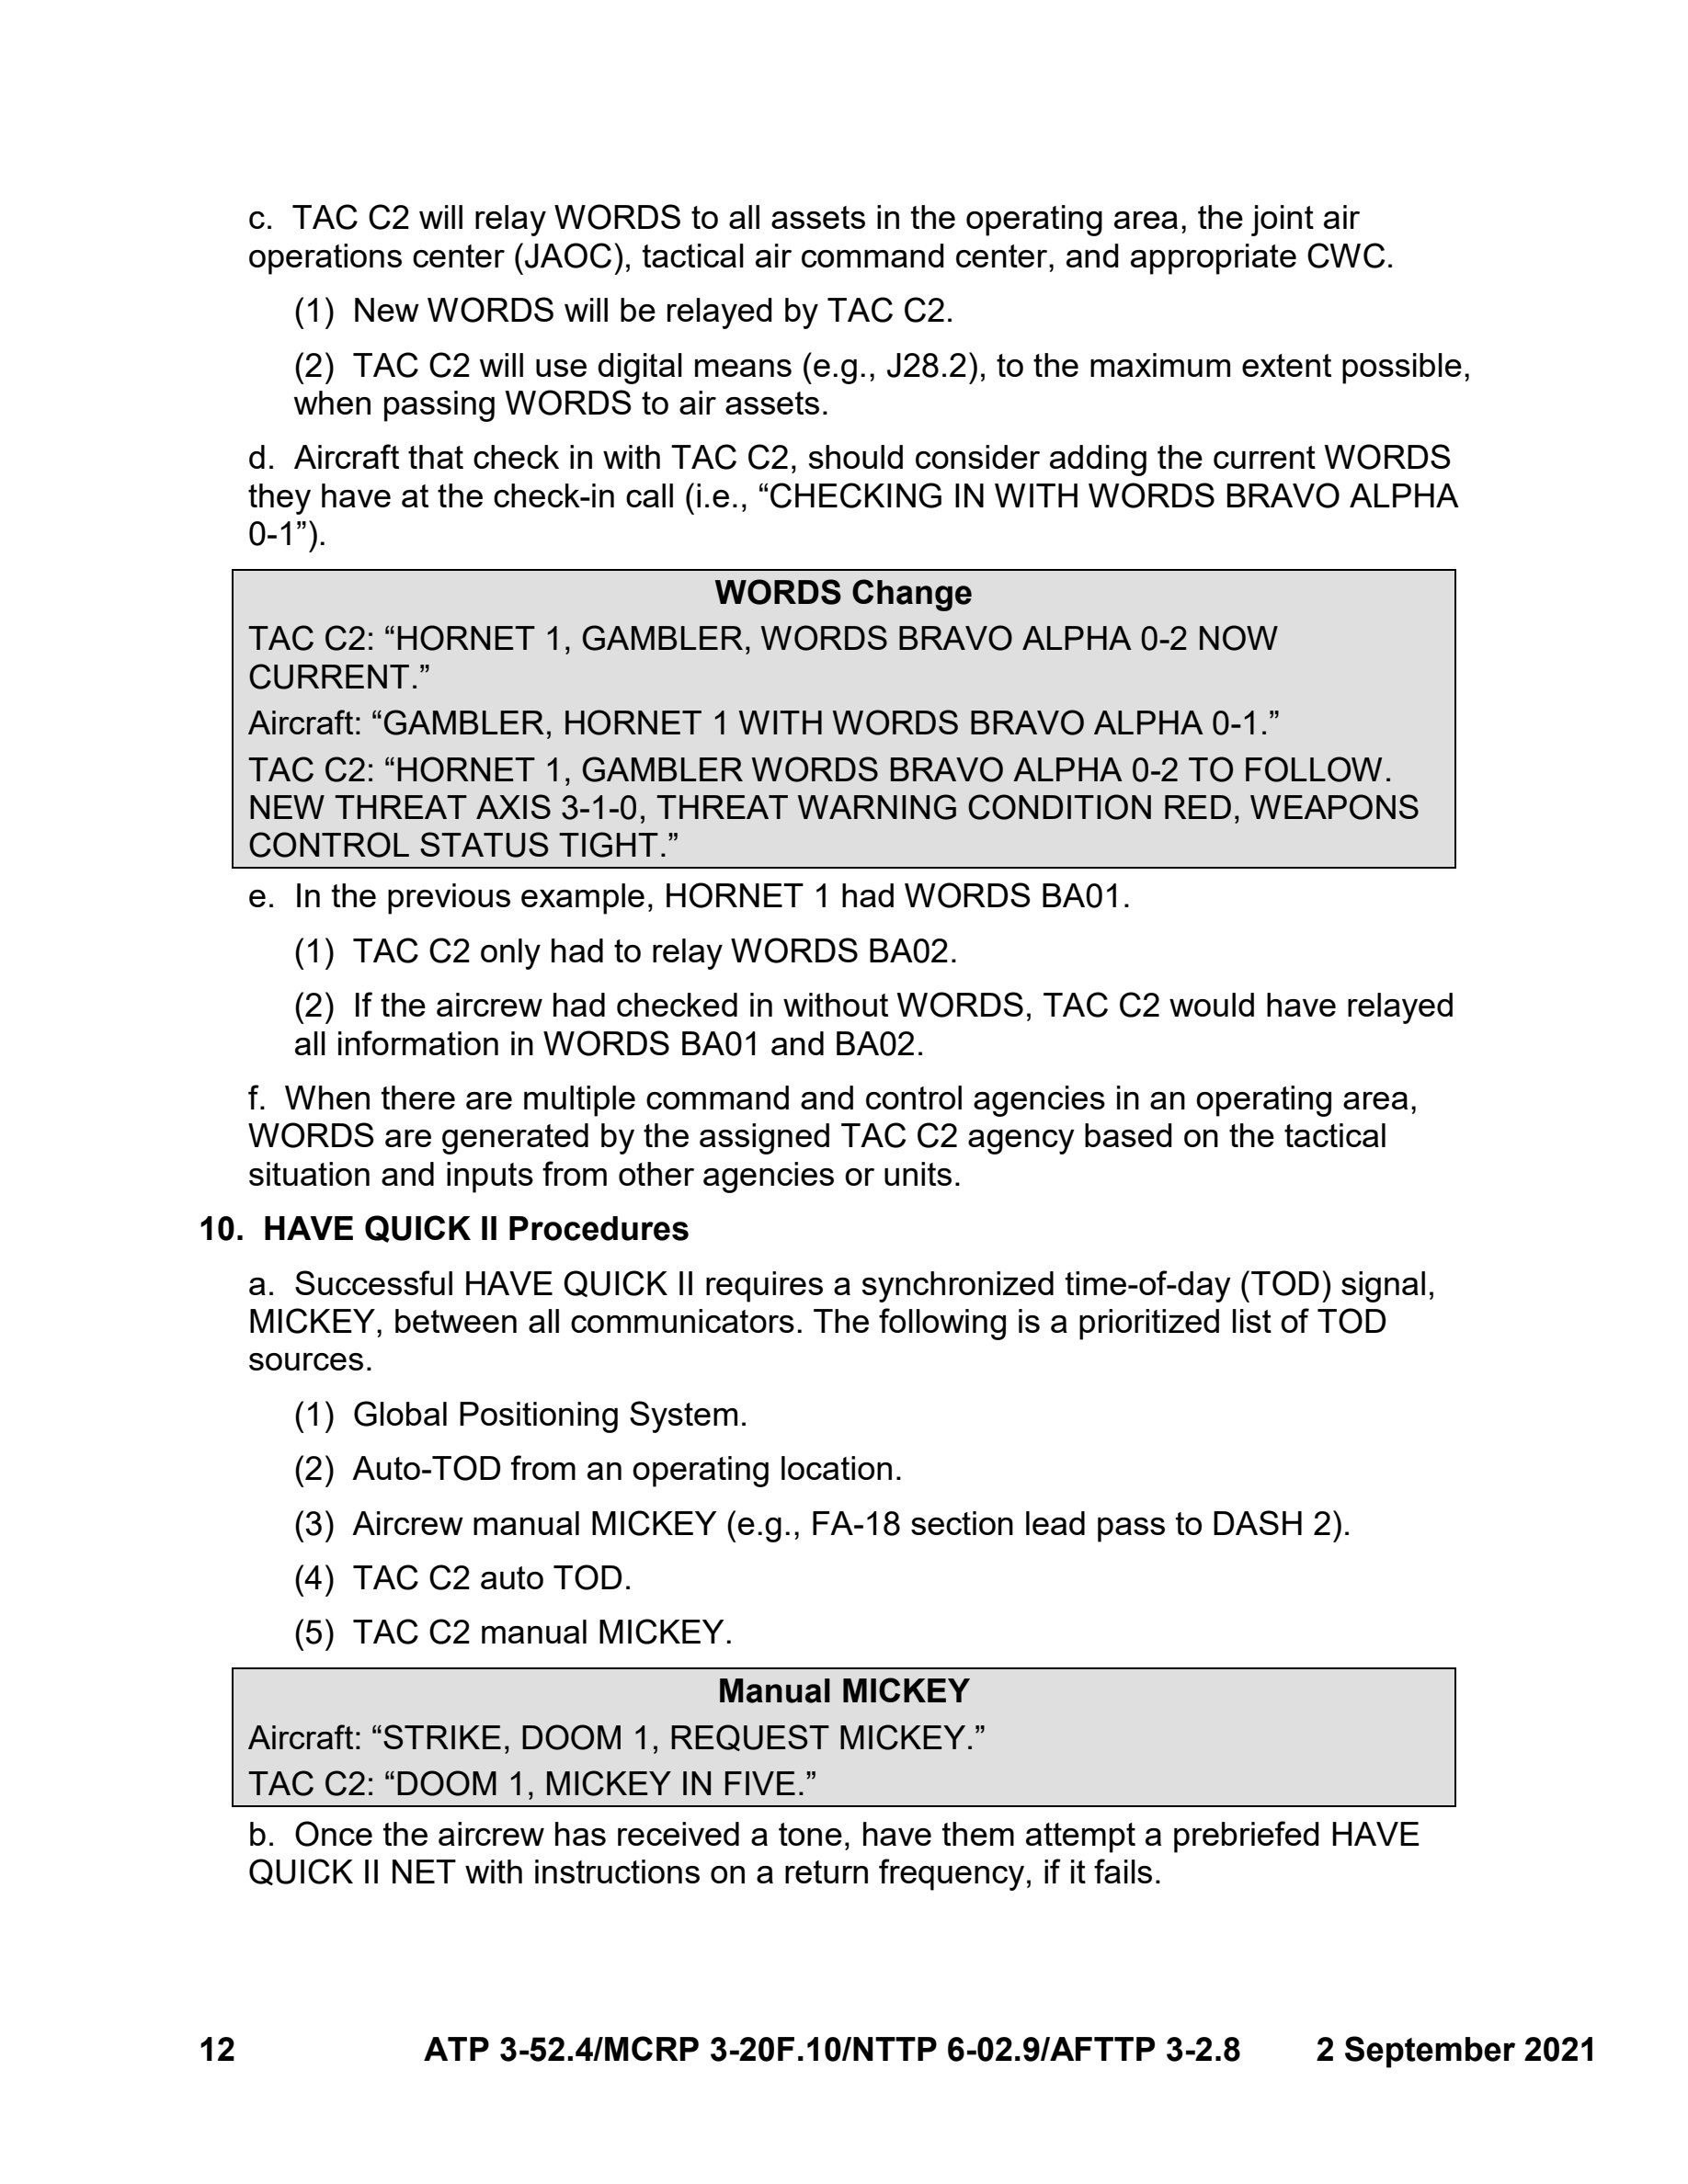 c.  TAC C2 will relay WORDS to all assets in the operating area, the joint air
operations center (JAOC), tactical air command center, and appropriate CWC.
(1)  New WORDS will be relayed by TAC C2.
(2)  TAC C2 will use digital means (e.g., J28.2), to the maximum extent possible,
when passing WORDS to air assets.
d.  Aircraft that check in with TAC C2, should consider adding the current WORDS
they have at the check-in call (i.e., “CHECKING IN WITH WORDS BRAVO ALPHA
0-1”).
WORDS Change
TAC C2: “HORNET 1, GAMBLER, WORDS BRAVO ALPHA 0-2 NOW
CURRENT.”
Aircraft: “GAMBLER, HORNET 1 WITH WORDS BRAVO ALPHA 0-1.”
TAC C2: “HORNET 1, GAMBLER WORDS BRAVO ALPHA 0-2 TO FOLLOW.
NEW THREAT AXIS 3-1-0, THREAT WARNING CONDITION RED, WEAPONS
CONTROL STATUS TIGHT.”
e.  In the previous example, HORNET 1 had WORDS BA01.
(1)  TAC C2 only had to relay WORDS BA02.
(2)  If the aircrew had checked in without WORDS, TAC C2 would have relayed
all information in WORDS BA01 and BA02.
f.  When there are multiple command and control agencies in an operating area,
WORDS are generated by the assigned TAC C2 agency based on the tactical
situation and inputs from other agencies or units.
10.  HAVE QUICK II Procedures
a.  Successful HAVE QUICK II requires a synchronized time-of-day (TOD) signal,
MICKEY, between all communicators. The following is a prioritized list of TOD
sources.
(1)  Global Positioning System.
(2)  Auto-TOD from an operating location.
(3)  Aircrew manual MICKEY (e.g., FA-18 section lead pass to DASH 2).
(4)  TAC C2 auto TOD.
(5)  TAC C2 manual MICKEY.
Manual MICKEY
Aircraft: “STRIKE, DOOM 1, REQUEST MICKEY.”
TAC C2: “DOOM 1, MICKEY IN FIVE.”
b.  Once the aircrew has received a tone, have them attempt a prebriefed HAVE
QUICK II NET with instructions on a return frequency, if it fails.
12 ATP 3-52.4/MCRP 3-20F.10/NTTP 6-02.9/AFTTP 3-2.8 2 September 2021